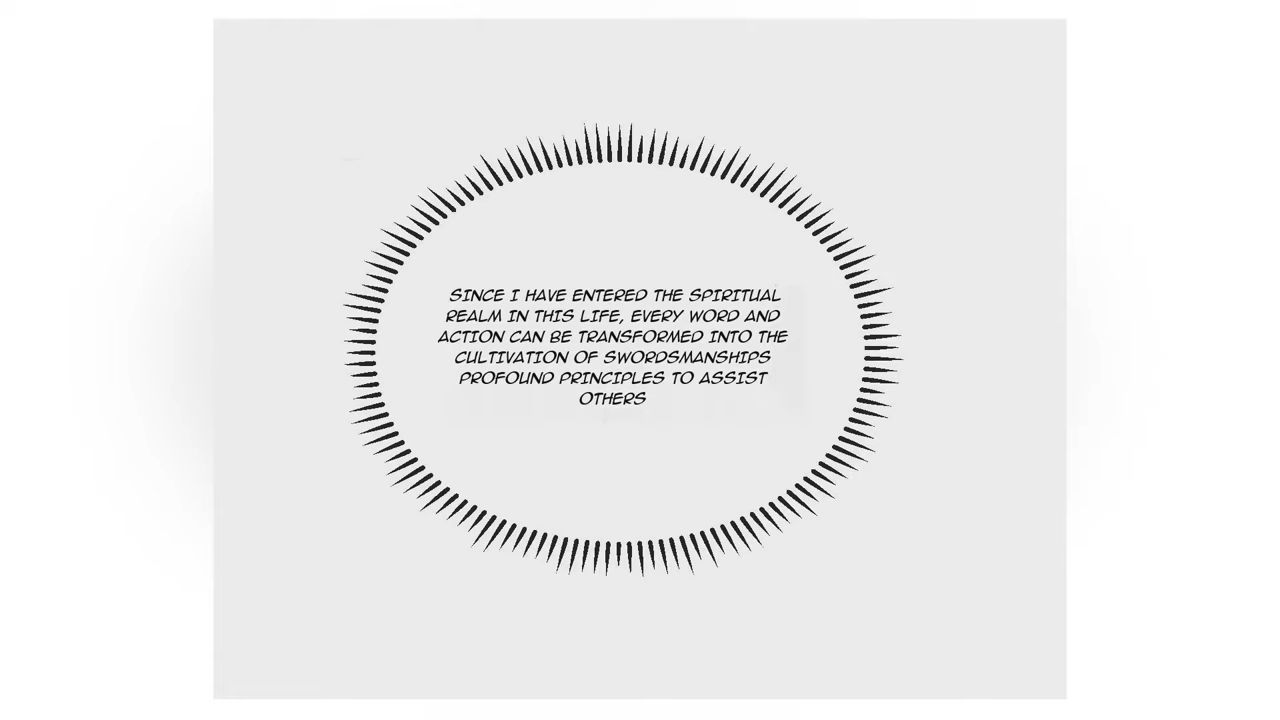 SINCE I HAVE ENTERED THE SPIRITUAL
REALM IN THIS LIFE, EVERY WORD AND
ACTION CAN BE TRANSFORMED INTO THE
CULTIVATION OF SWORDSMANSHIPS
PROFOUND PRINCIPLES TO ASSIST
OTHERS